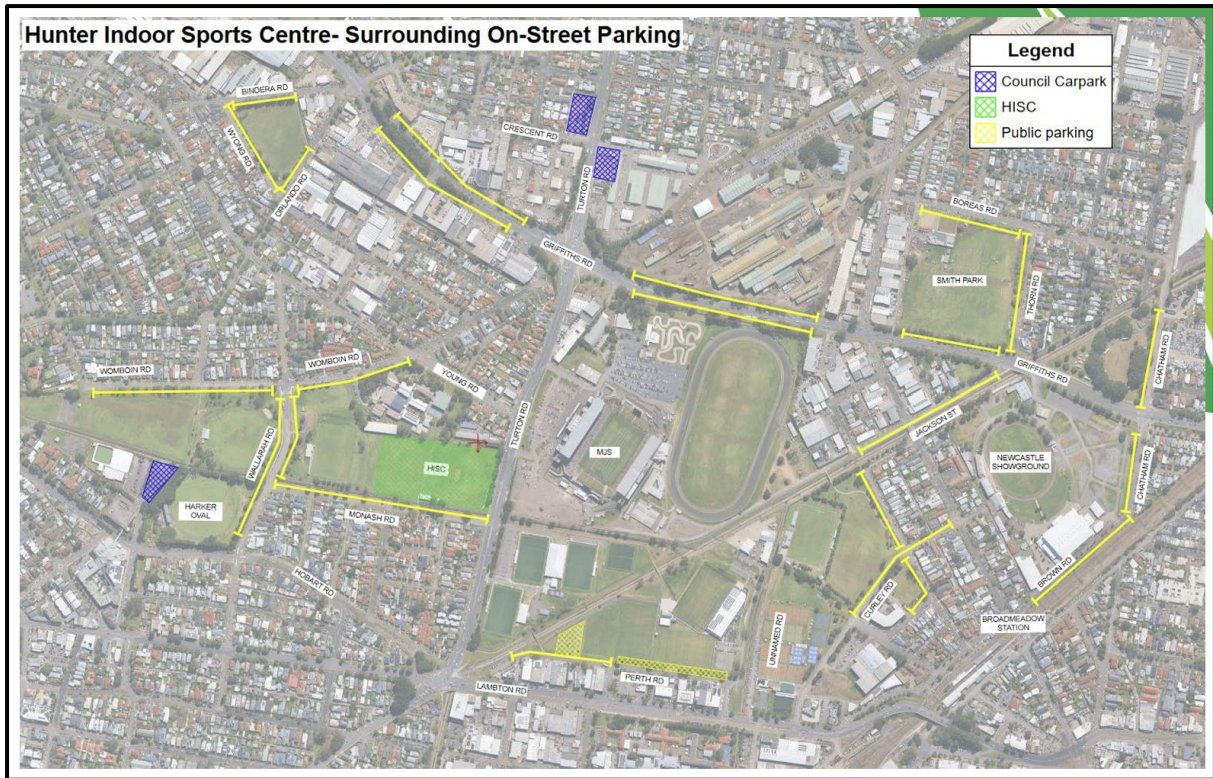 Hunter Indoor Sports Centre- Surrounding On-Street Parking
Legend
Council Carpark
HISC
Public parking
BINDERA RD
WYONG RD
ORLANDO RD
CRESCENT RD
TURTON RD
GRIFFITHS RD
BOREAS RD
SMITH PARK
THORN RD
CHATHAM RD
GRIFFITHS RD
WOMBOIN RD
WOMBOIN RD
YOUNG RD
TURTON RD
JACKSON ST
WALLARAH RD
HISC
MJS
NEWCASTLE
SHOWGROUND
CHATHAM RD
HARKER
OVAL
MONASH RD
HOBART RD
CURLEY RD
BROWN RD
BROADMEADOW
STATION
UNNAMED RD
PERTH RD
LAMBTON RD